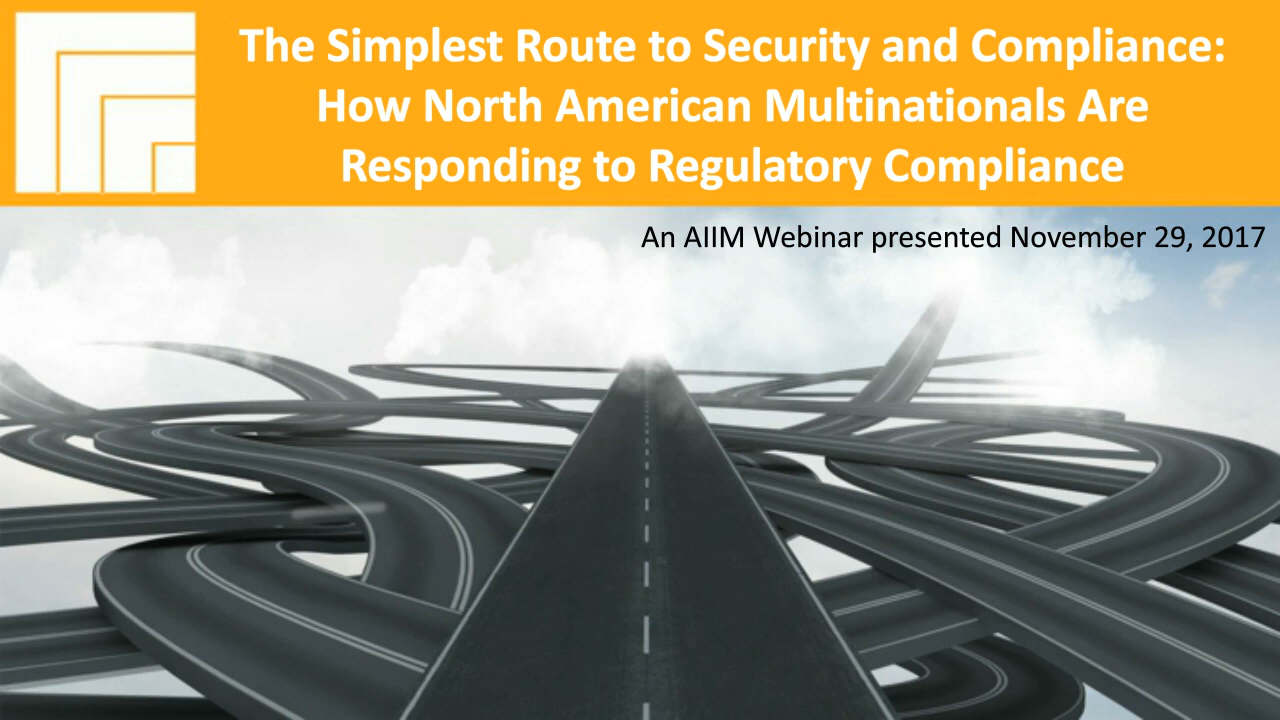 The Simplest Route to Security and Compliance:
How North American Multinationals Are
Responding to Regulatory Compliance
An AIIM Webinar presented November 29, 2017